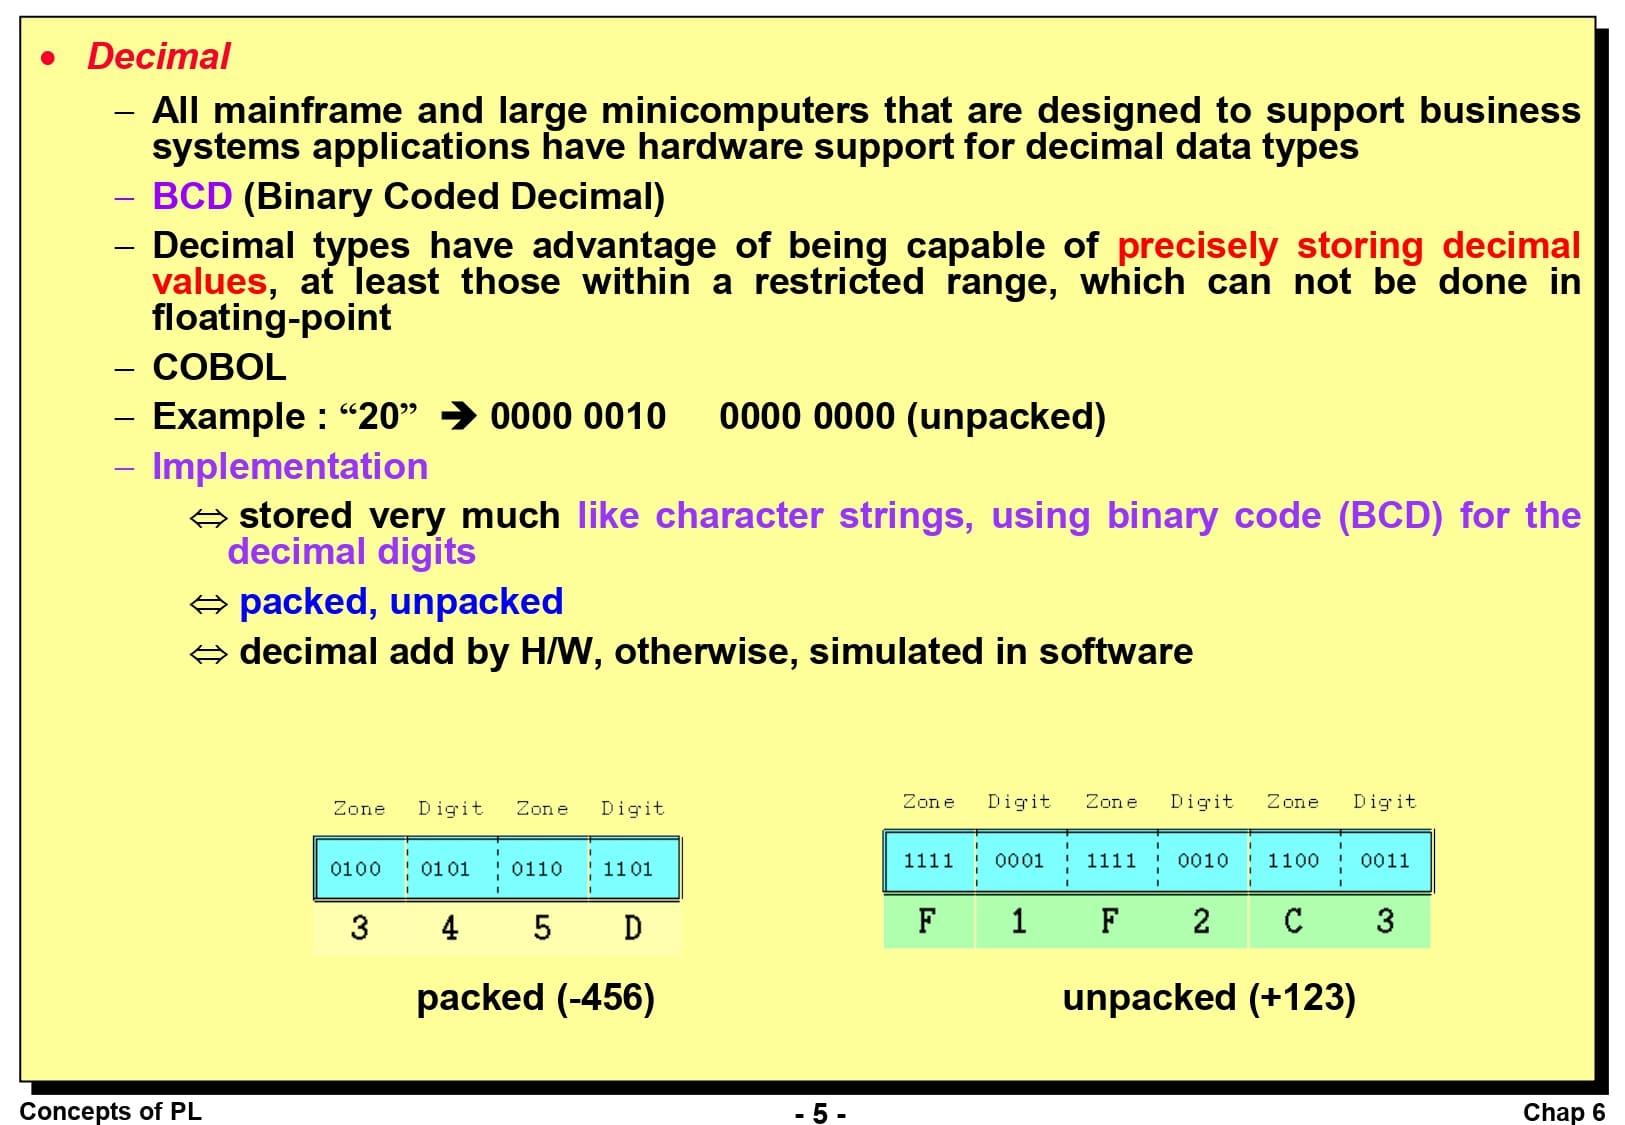 • Decimal
– All mainframe and large minicomputers that are designed to support business
systems applications have hardware support for decimal data types
– BCD (Binary Coded Decimal)
– Decimal types have advantage of being capable of precisely storing decimal
values, at least those within a restricted range, which can not be done in
floating-point
– COBOL
– Example : “20” ➔ 0000 0010 0000 0000 (unpacked)
– Implementation
⇔ stored very much like character strings, using binary code (BCD) for the
decimal digits
⇔ packed, unpacked
⇔ decimal add by H/W, otherwise, simulated in software
Zone Digit Zone Digit
0100 0101 0110 1101
3 4 5 D
packed (-456)
Zone Digit Zone Digit Zone Digit
1111 0001 1111 0010 1100 0011
F 1 F 2 C 3
unpacked (+123)
Concepts of PL
- 5 -
Chap 6